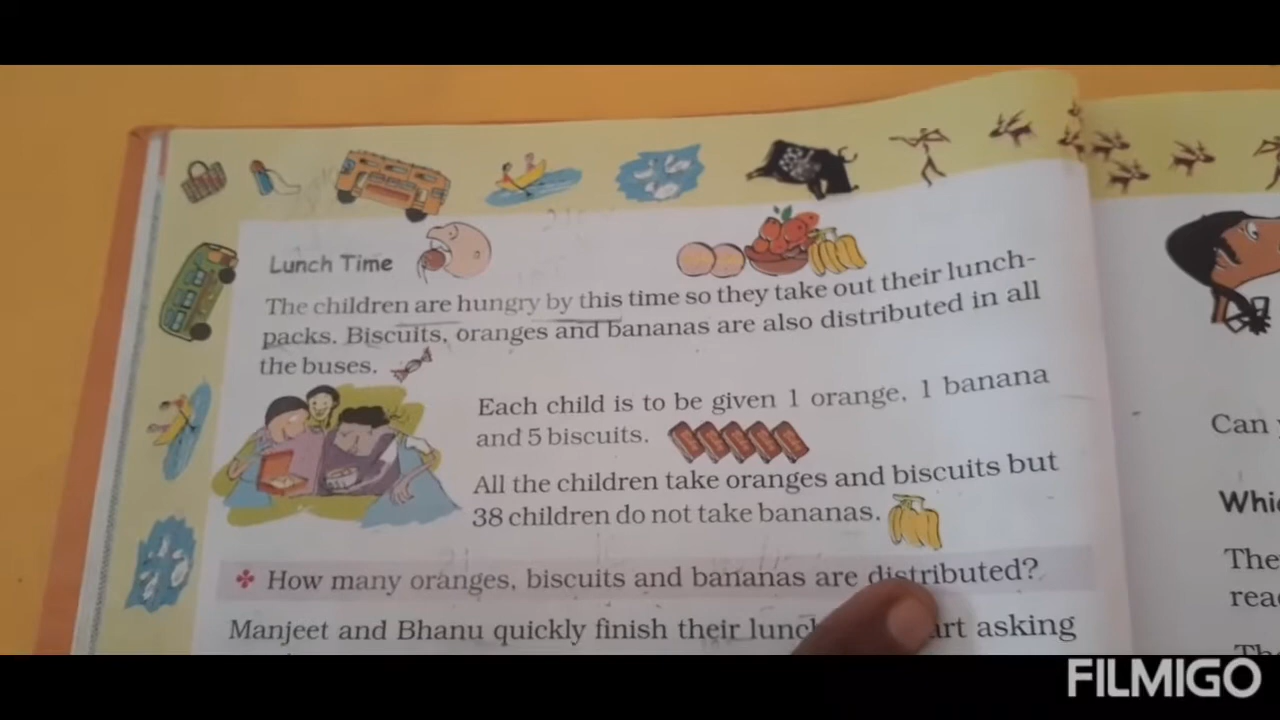 Lunch Time
The children are hungry by this time so they take out their lunch-
packs. Biscuits, oranges and bananas are also distributed in all
the buses.
Each child is to be given 1 orange, 1 banana
and 5 biscuits.
All the children take oranges and biscuits but
38 children do not take bananas.
How many oranges, biscuits and bananas are distributed?
Manjeet and Bhanu quickly finish their asking
Can
The
FILMIGO